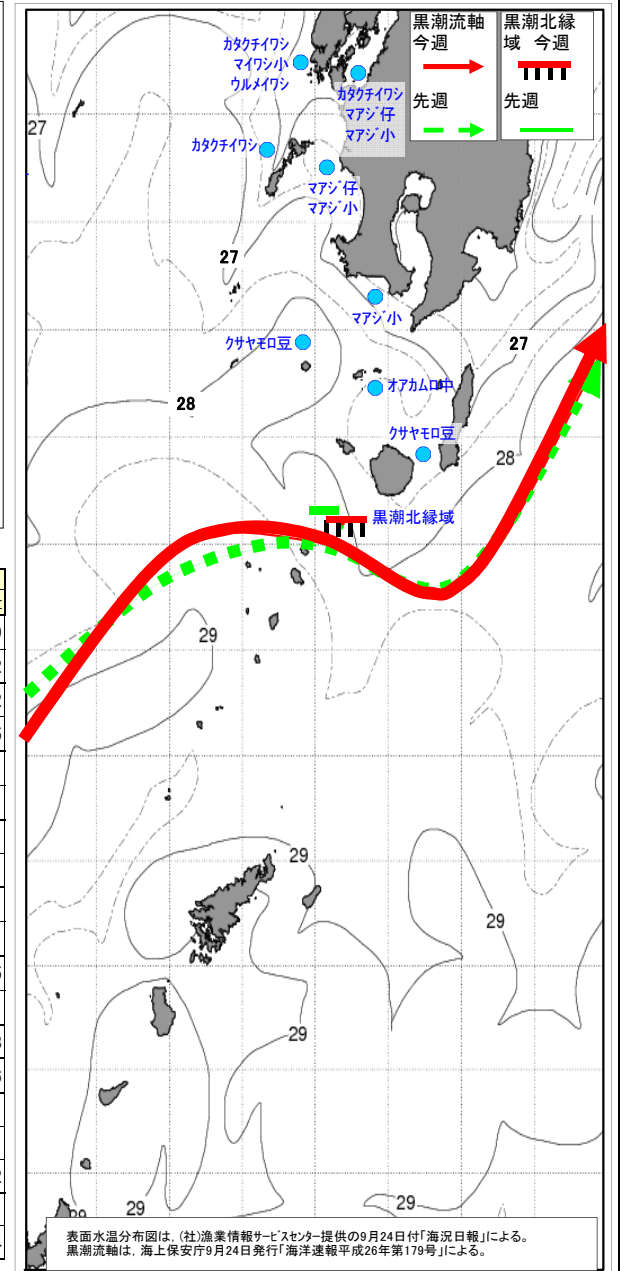 黒潮流軸
今週
先週
黒潮北縁
域 今週
先週
ｶﾀｸﾁｲﾜｼ
ﾏｲﾜｼ小
ｳﾙﾒｲﾜｼ
ｶﾀｸﾁｲﾜｼ
ﾏｱｼﾞ仔
ﾏｱｼﾞ小
27
ｶﾀｸﾁｲﾜｼ
ﾏｱｼﾞ仔
ﾏｱｼﾞ小
27
ﾏｱｼﾞ小
ｸｻﾔﾓﾛ豆
27
ｵｱｶﾑﾛ中
28
ｸｻﾔﾓﾛ豆
28
黒潮北縁域
29
29
29
29
29
29
29
表面水温分布図は，(社)漁業情報ｻｰﾋﾞｽｾﾝﾀｰ提供の9月24日付｢海況日報｣による。
黒潮流軸は，海上保安庁9月24日発行｢海洋速報平成26年第179号｣による。